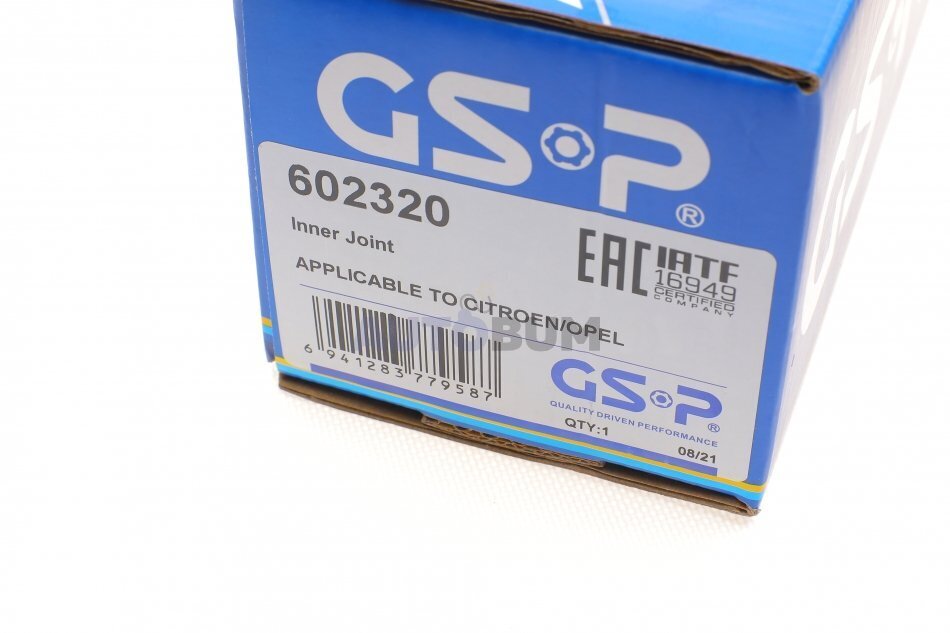 GSP®
602320
Inner Joint
EAC
IATF
16949
CERTIFIED
COMPANY
APPLICABLE TO CITROEN/OPEL
AUTOBUM
6 941283 779587
GSP®
QUALITY DRIVEN PERFORMANCE
QTY:1
08/21